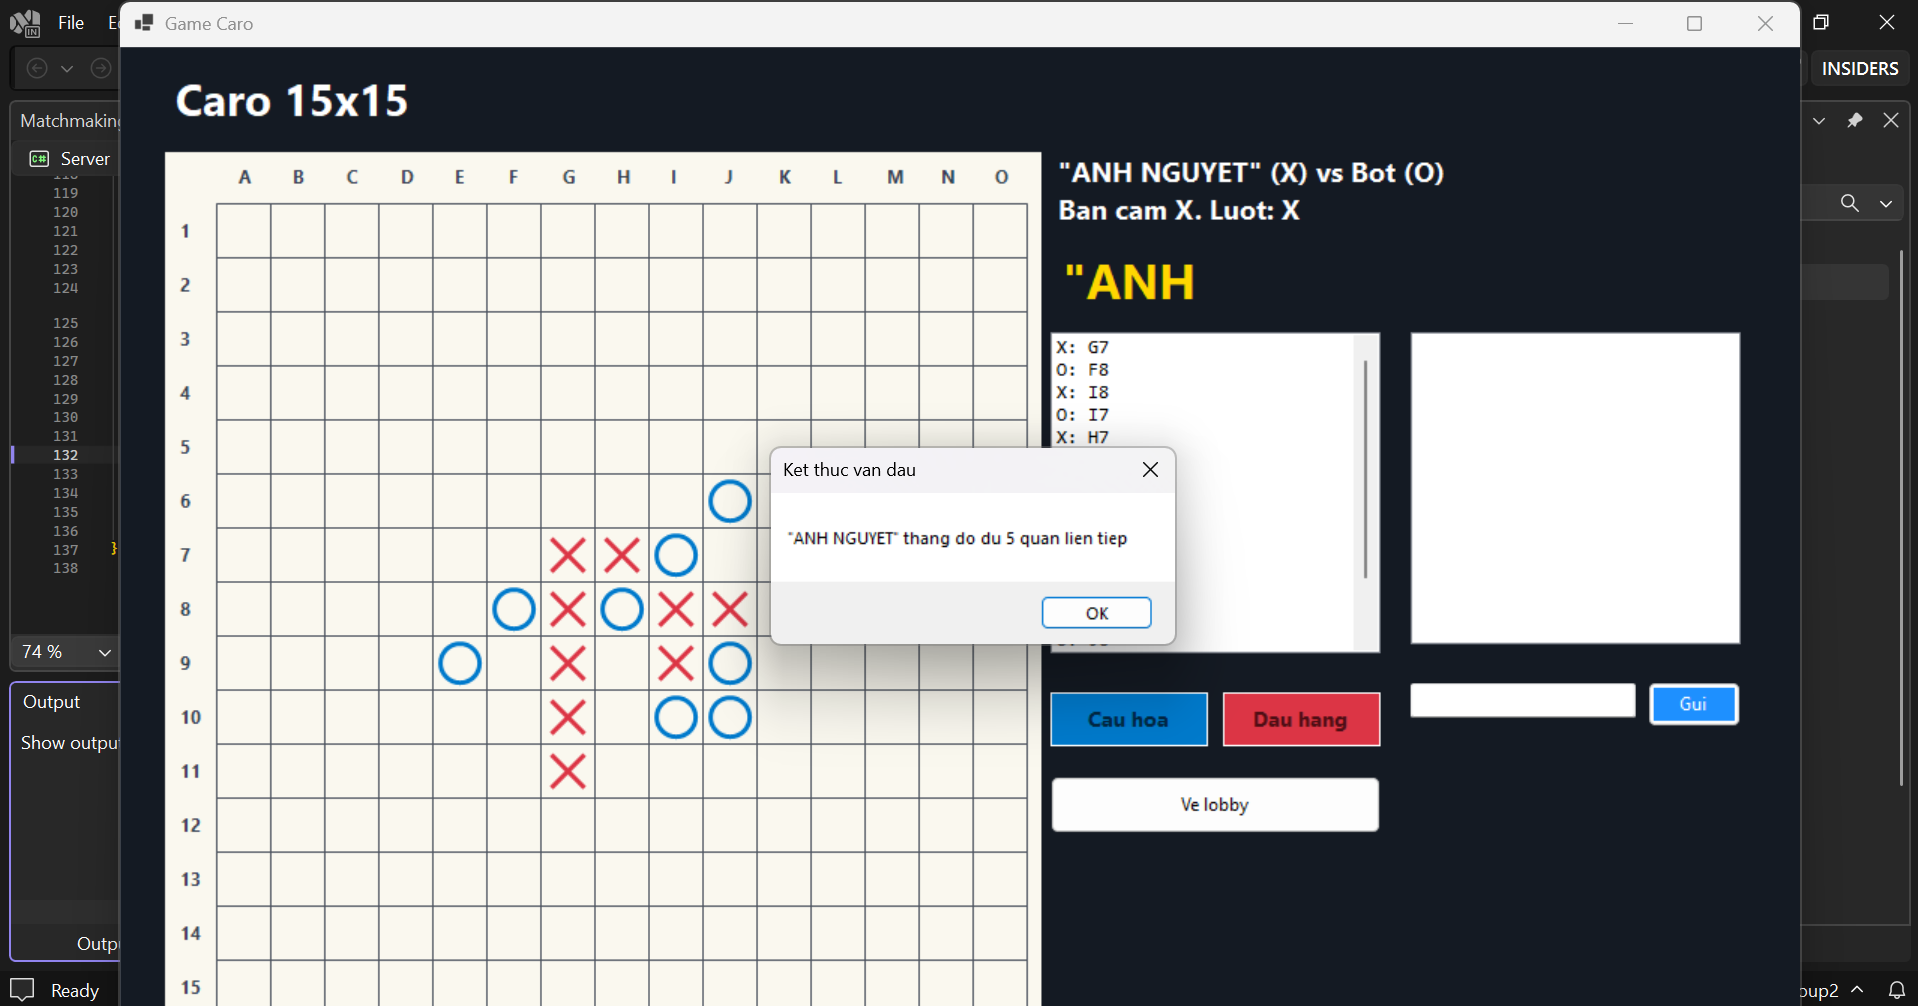 File
Game Caro
INSIDERS
Matchmaking
Server
Caro 15x15
A B C D E F G H I J K L M N O
1
2
3
4
5
6
7
8
9
10
11
12
13
14
15
"ANH NGUYET" (X) vs Bot (O)
Ban cam X. Luot: X
"ANH
X: G7
O: F8
X: I8
O: I7
X: H7
Ket thuc van dau
"ANH NGUYET" thang do du 5 quan lien tiep
OK
Cau hoa
Dau hang
Gui
Ve lobby
119
120
121
122
123
124
125
126
127
128
129
130
131
132
133
134
135
136
137 }
138
74 %
Output
Show output
Outp
Ready
oup2